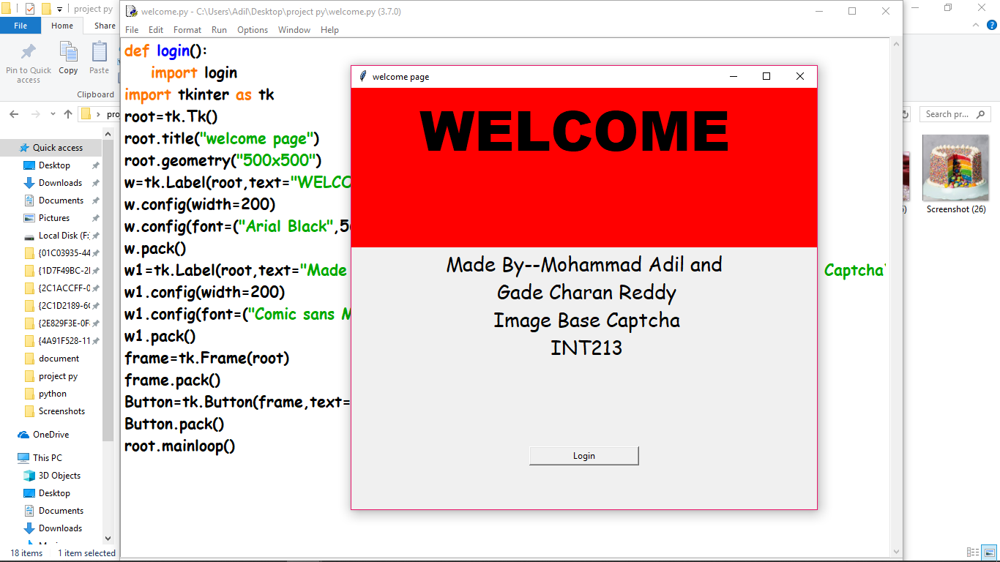 project py
welcome.py - C:\Users\Adil\Desktop\project py\welcome.py (3.7.0)
File Home Share
File Edit Format Run Options Window Help
Pin to Quick access
Copy
Paste
Clipboard
Search pr...
Quick access
Desktop
Downloads
Documents
Pictures
Local Disk (F:
{01C03935-44
{1D7F49BC-2
{2C1ACCFF-0
{2C1D2189-6
{2E829F3E-0F
{4A91F528-11
document
project py
python
Screenshots
OneDrive
This PC
3D Objects
Desktop
Documents
Downloads
18 items 1 item selected
def login():
import login
import tkinter as tk
root=tk.Tk()
root.title("welcome page")
root.geometry("500x500")
w=tk.Label(root,text="WELCO
w.config(width=200)
w.config(font=("Arial Black",5
w.pack()
w1=tk.Label(root,text="Made
Captcha
w1.config(width=200)
w1.config(font=("Comic sans M
w1.pack()
frame=tk.Frame(root)
frame.pack()
Button=tk.Button(frame,text=
Button.pack()
root.mainloop()
welcome page
WELCOME
Made By--Mohammad Adil and
Gade Charan Reddy
Image Base Captcha
INT213
Login
Screenshot (26)